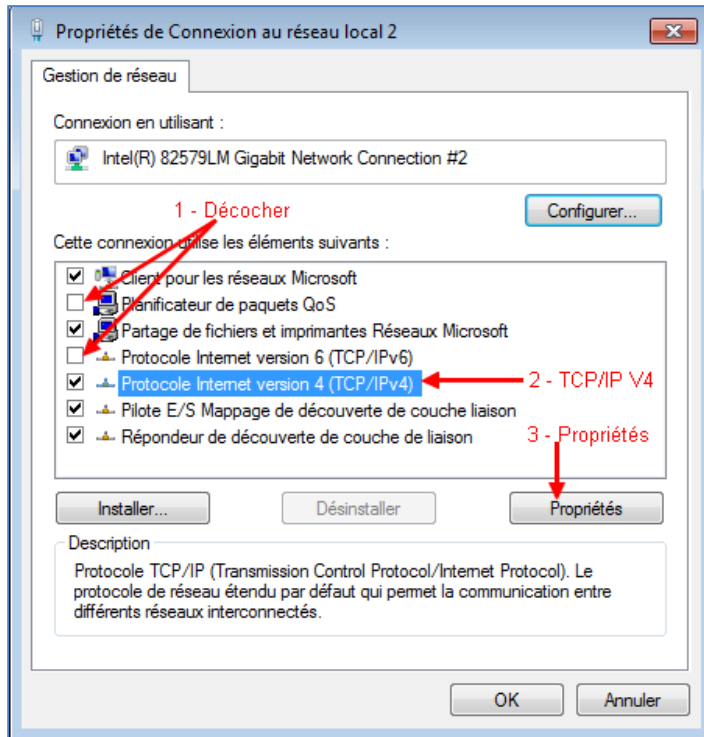 Propriétés de Connexion au réseau local 2
Gestion de réseau
Connexion en utilisant :
Intel(R) 82579LM Gigabit Network Connection #2
1 - Décocher
Configurer...
Cette connexion utilise les éléments suivants :
Client pour les réseaux Microsoft
Planificateur de paquets QoS
Partage de fichiers et imprimantes Réseaux Microsoft
Protocole Internet version 6 (TCP/IPv6)
Protocole Internet version 4 (TCP/IPv4)
2 - TCP/IP V4
Pilote E/S Mappage de découverte de couche liaison
Répondeur de découverte de couche de liaison
3 - Propriétés
Installer...
Désinstaller
Propriétés
Description
Protocole TCP/IP (Transmission Control Protocol/Internet Protocol). Le
protocole de réseau étendu par défaut qui permet la communication entre
différents réseaux interconnectés.
OK
Annuler